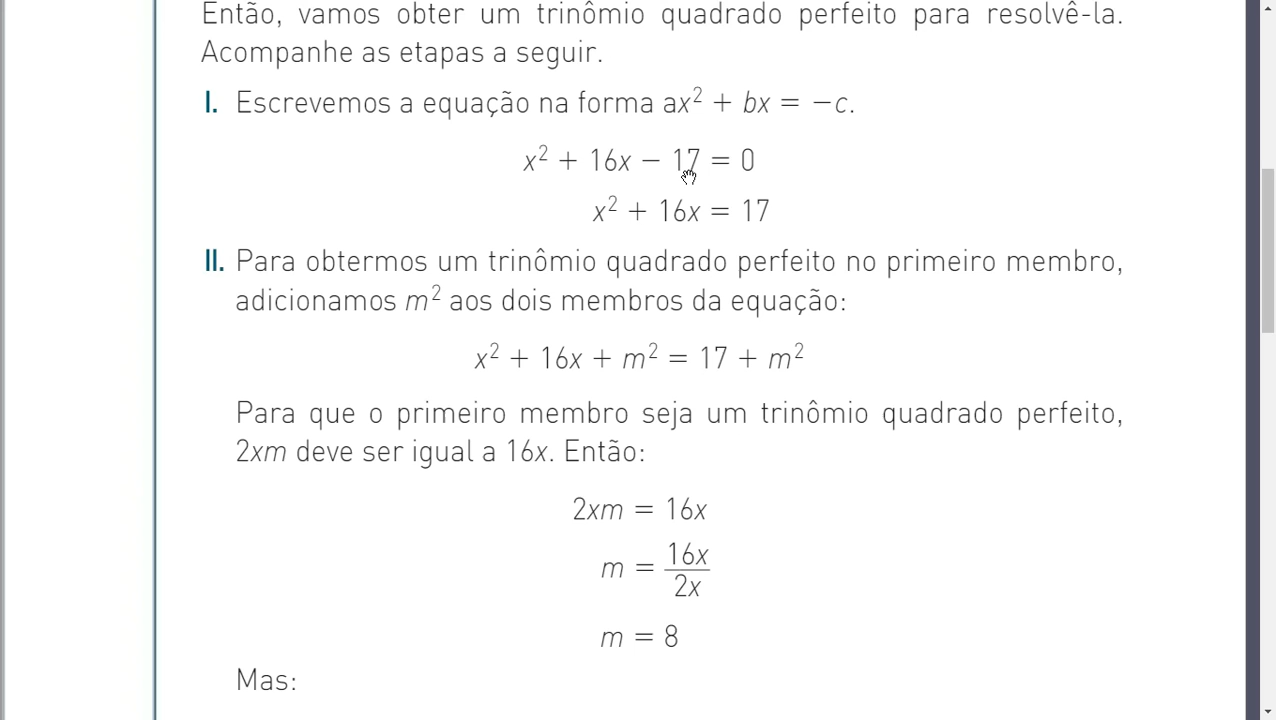 Então, vamos obter um trinômio quadrado perfeito para resolvê-la.
Acompanhe as etapas a seguir.
I. Escrevemos a equação na forma ax² + bx = −c.
x² + 16x − 17 = 0
x² + 16x = 17
II. Para obtermos um trinômio quadrado perfeito no primeiro membro,
adicionamos m² aos dois membros da equação:
x² + 16x + m² = 17 + m²
Para que o primeiro membro seja um trinômio quadrado perfeito,
2xm deve ser igual a 16x. Então:
2xm = 16x
m = 16x/2x
m = 8
Mas: